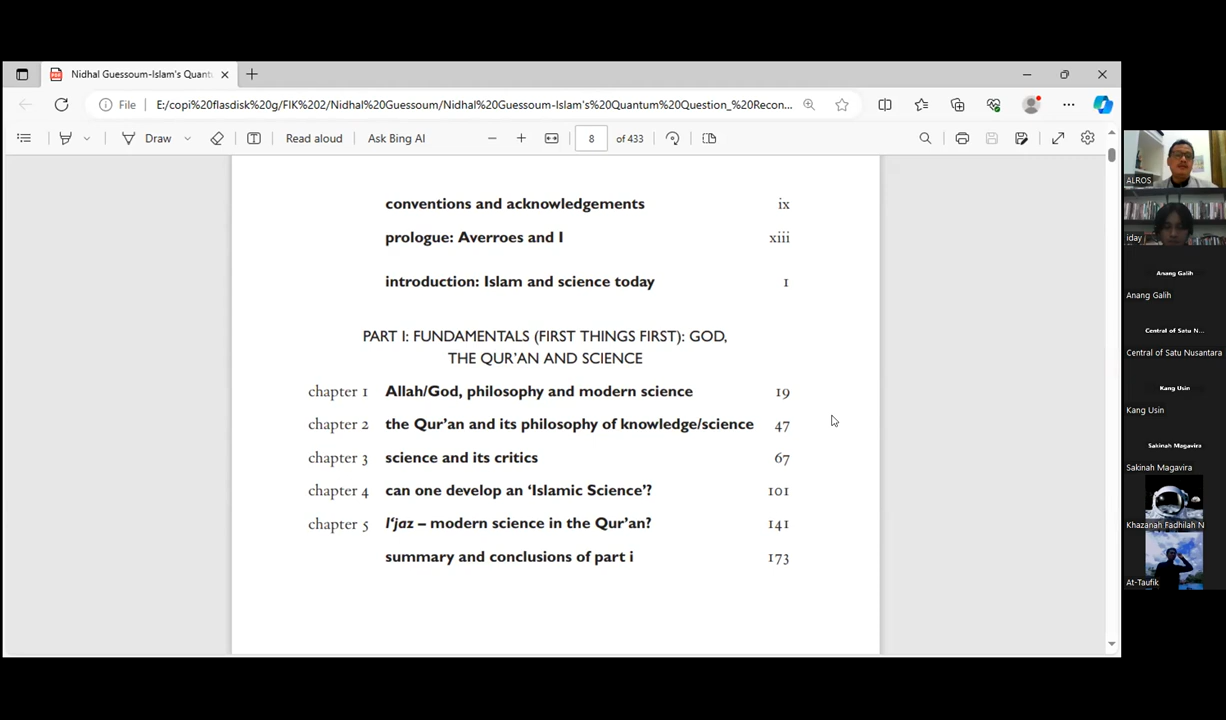 Nidhal Guessoum-Islam's Quant
File
E:/copi%20flasdisk%20g/FIK%202/Nidhal%20Guessoum/Nidhal%20Guessoum-Islam's%20Quantum%20Question_%20Recon...
Draw
Read aloud
Ask Bing AI
8 of 433
conventions and acknowledgements ix
prologue: Averroes and I xiii
introduction: Islam and science today 1
PART I: FUNDAMENTALS (FIRST THINGS FIRST): GOD,
THE QUR'AN AND SCIENCE
chapter 1 Allah/God, philosophy and modern science 19
chapter 2 the Qur'an and its philosophy of knowledge/science 47
chapter 3 science and its critics 67
chapter 4 can one develop an 'Islamic Science'? 101
chapter 5 I'jaz – modern science in the Qur'an? 141
summary and conclusions of part i 173
ALROS
iday
Anang Galih
Anang Galih
Central of Satu N...
Central of Satu Nusantara
Kang Usin
Kang Usin
Sakinah Magavira
Sakinah Magavira
Khazanah Fadhilah N
At-Taufik